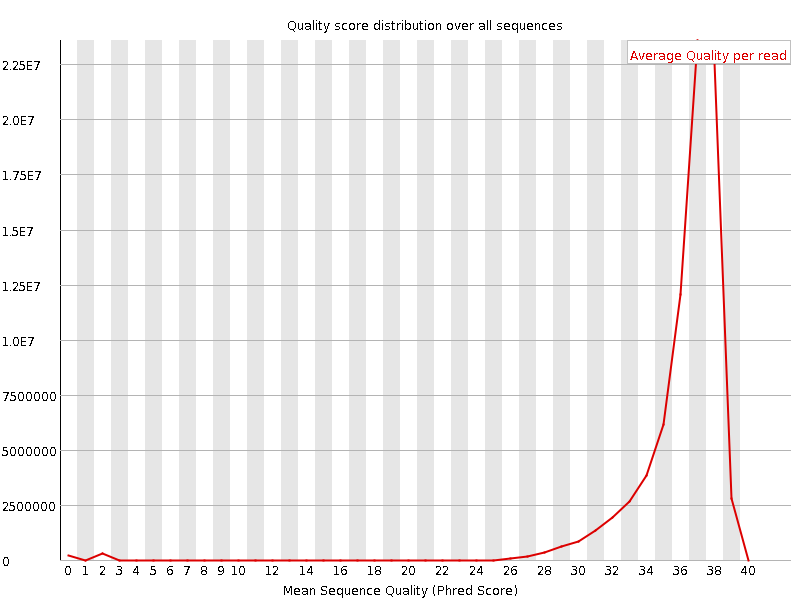 Quality score distribution over all sequences
Average Quality per read
2.25E7
2.0E7
1.75E7
1.5E7
1.25E7
1.0E7
7500000
5000000
2500000
0
0 1 2 3 4 5 6 7 8 9 10 12 14 16 18 20 22 24 26 28 30 32 34 36 38 40
Mean Sequence Quality (Phred Score)